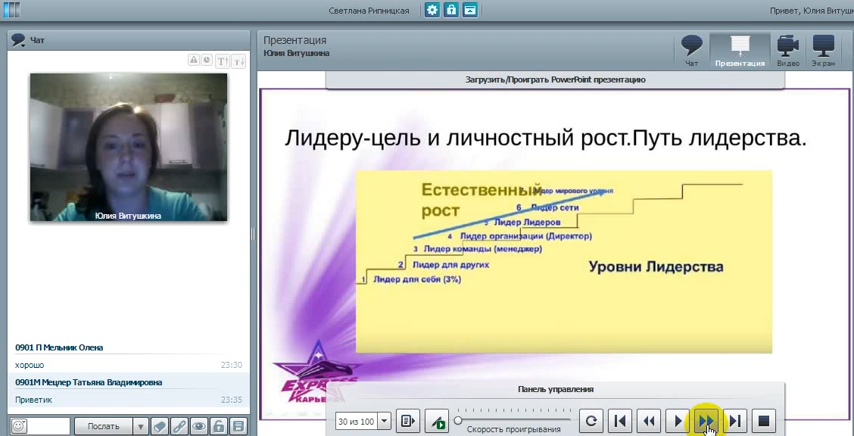 Светлана Рипницкая
Привет, Юлия Витушк
Чат
T↑
T↓
Юлия Витушкина
0901 П Мельник Олена
хорошо
23:30
0901М Мецлер Татьяна Владимировна
Приветик
23:35
Послать
Презентация
Юлия Витушкина
Чат
Презентация
Видео
Экран
Загрузить/Проиграть PowerPoint презентацию
Лидеру-цель и личностный рост.Путь лидерства.
Естественный
рост
Лидер мирового уровня
6 Лидер сети
5 Лидер Лидеров
4 Лидер организации (Директор)
3 Лидер команды (менеджер)
2 Лидер для других
1 Лидер для себя (3%)
Уровни Лидерства
EXPRESS
КАРЬЕ
Панель управления
30 из 100
Скорость проигрывания